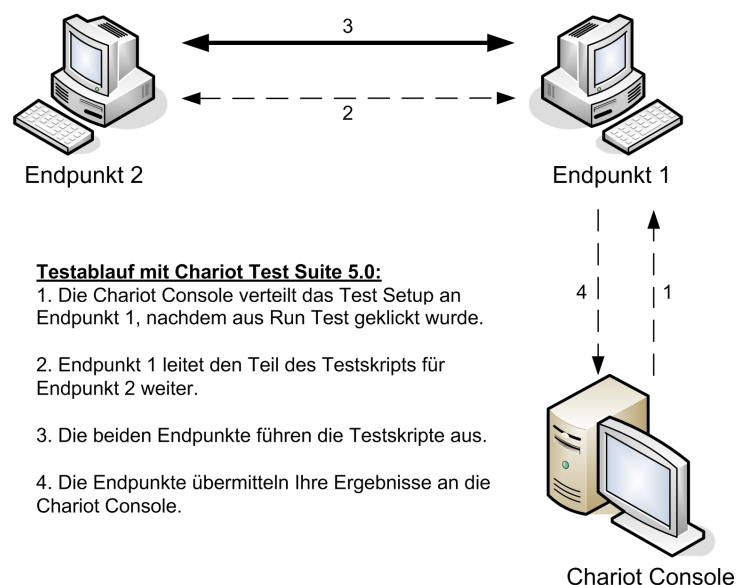 3
2
Endpunkt 2
Endpunkt 1
Testablauf mit Chariot Test Suite 5.0:
1. Die Chariot Console verteilt das Test Setup an
Endpunkt 1, nachdem aus Run Test geklickt wurde.
2. Endpunkt 1 leitet den Teil des Testskripts für
Endpunkt 2 weiter.
3. Die beiden Endpunkte führen die Testskripte aus.
4. Die Endpunkte übermitteln Ihre Ergebnisse an die
Chariot Console.
4
1
Chariot Console